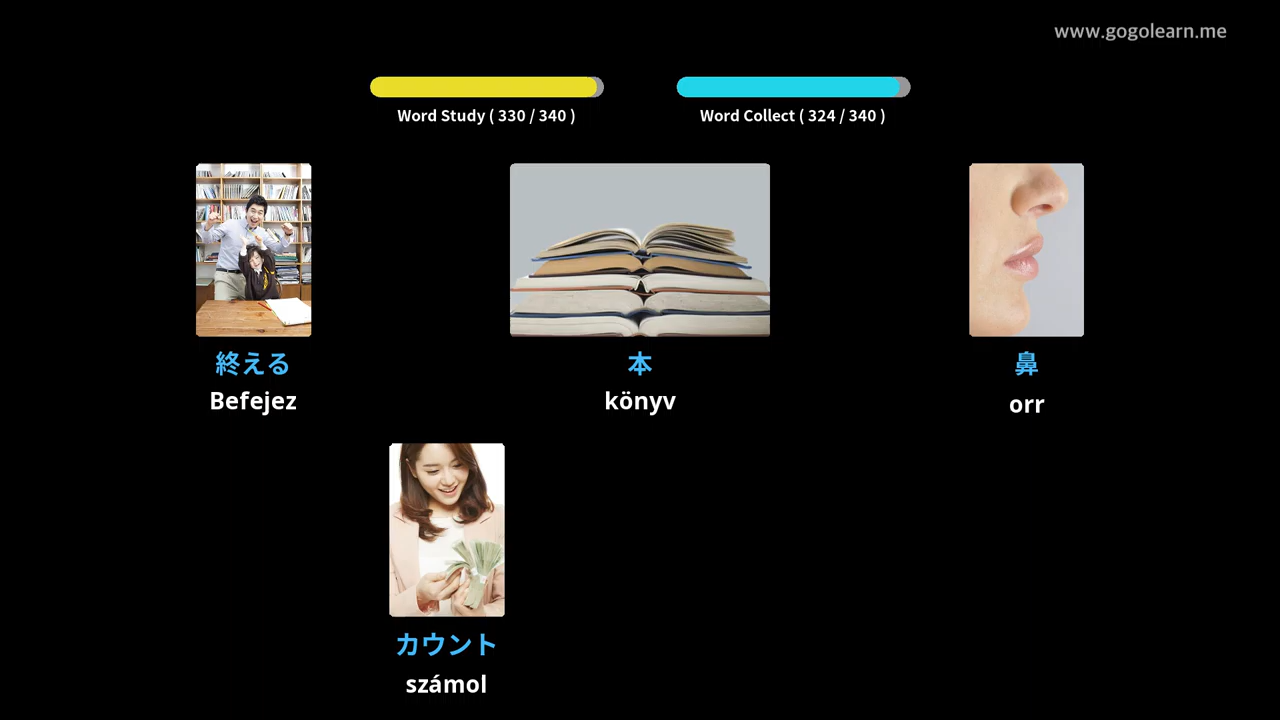 www.gogolearn.me
Word Study ( 330 / 340 )
Word Collect ( 324 / 340 )
終える
Befejez
本
könyv
鼻
orr
カウント
számol